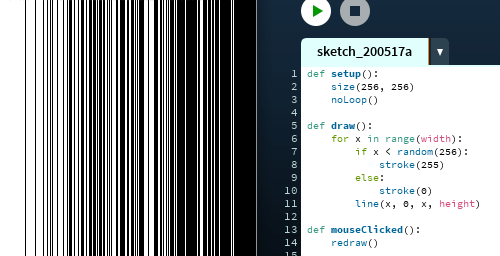 sketch_200517a ▼
1 def setup():
2     size(256, 256)
3     noLoop()
4
5 def draw():
6     for x in range(width):
7         if x < random(256):
8             stroke(255)
9         else:
10             stroke(0)
11         line(x, 0, x, height)
12
13 def mouseClicked():
14     redraw()
15